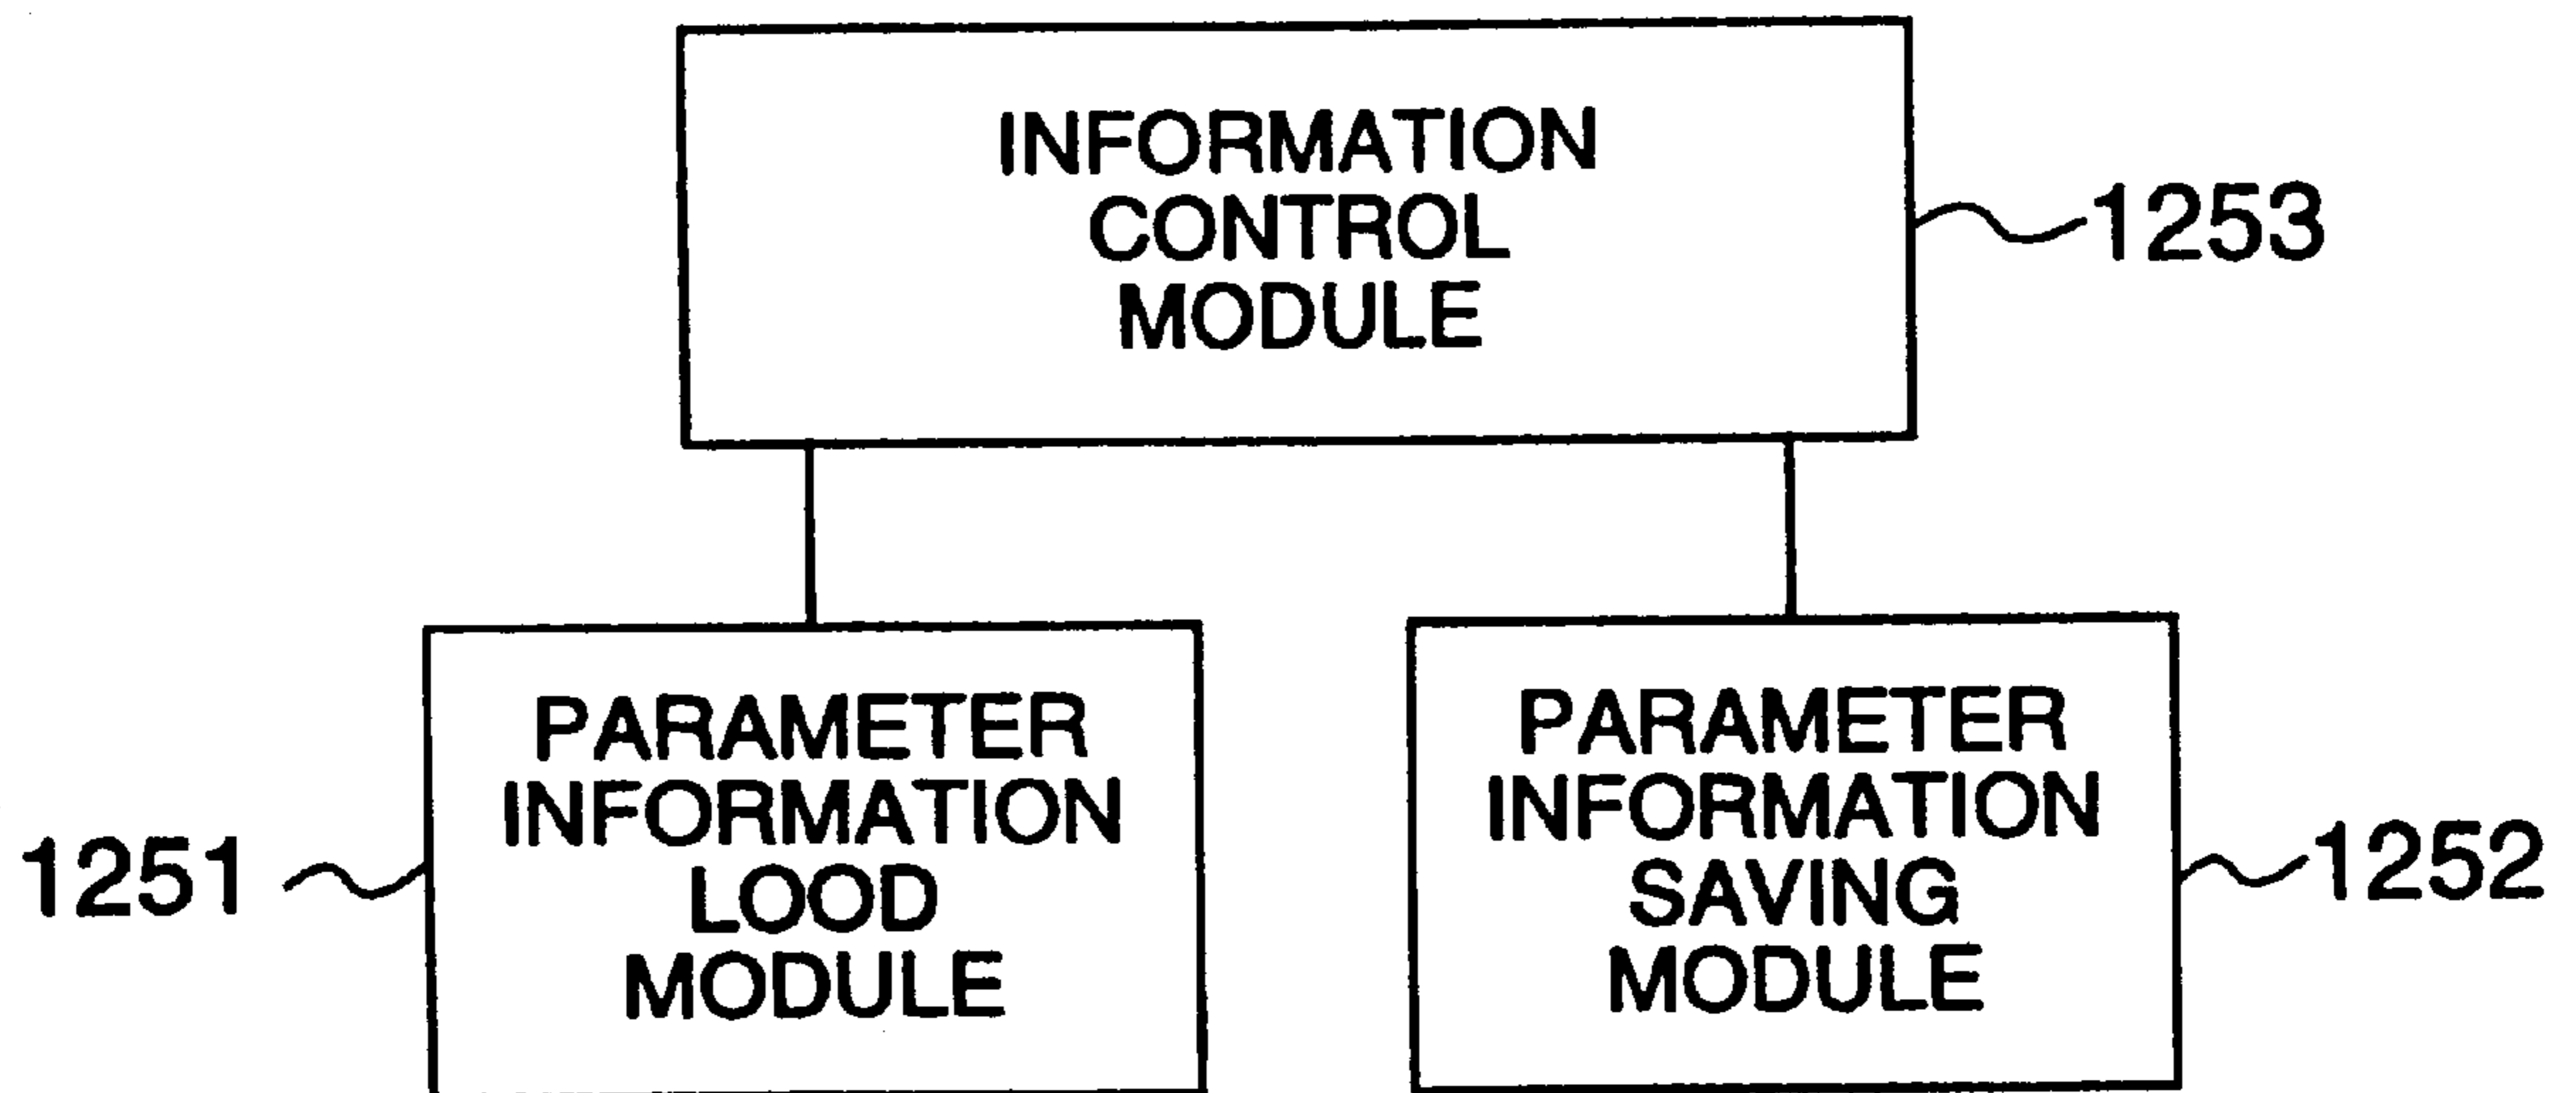 INFORMATION
CONTROL
MODULE
1253
PARAMETER
INFORMATION
LOOD
MODULE
1251
PARAMETER
INFORMATION
SAVING
MODULE
1252